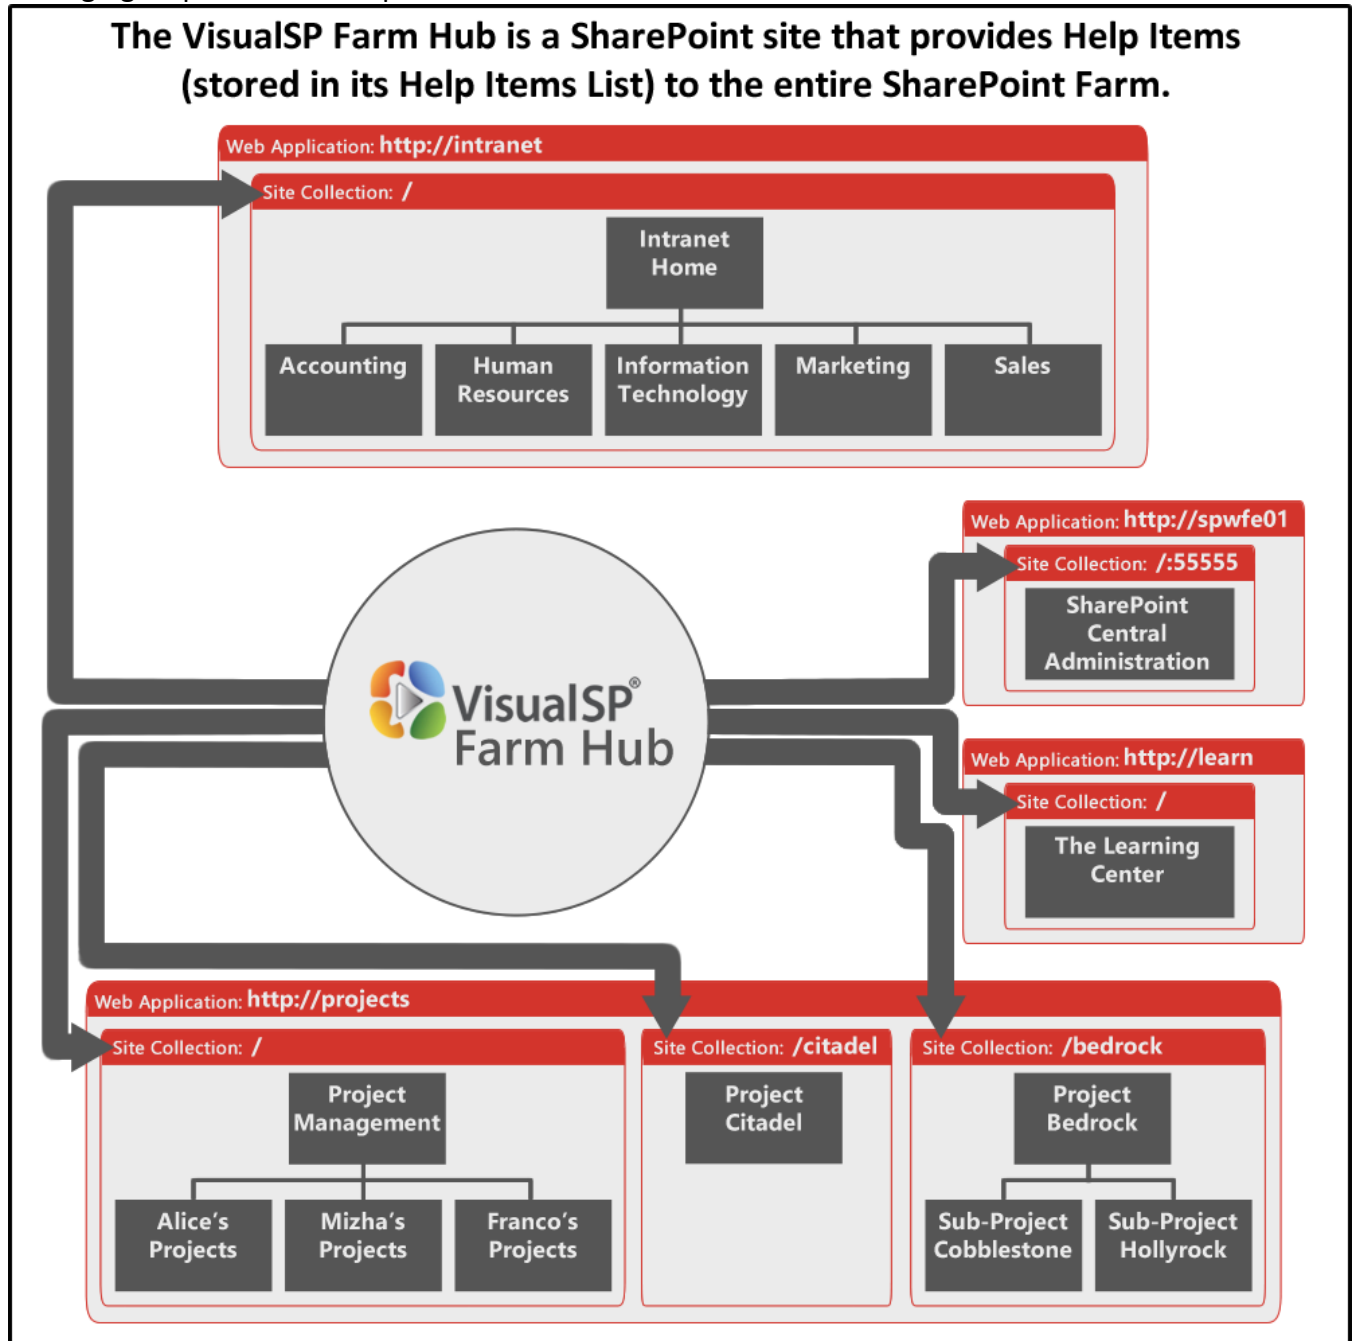 The VisualSP Farm Hub is a SharePoint site that provides Help Items
(stored in its Help Items List) to the entire SharePoint Farm.
Web Application: http://intranet
Site Collection: /
Intranet
Home
Accounting
Human
Resources
Information
Technology
Marketing
Sales
Web Application: http://spwfe01
Site Collection: /:55555
SharePoint
Central
Administration
VisualSP®
Farm Hub
Web Application: http://learn
Site Collection: /
The Learning
Center
Web Application: http://projects
Site Collection: /
Project
Management
Alice's
Projects
Mizha's
Projects
Franco's
Projects
Site Collection: /citadel
Project
Citadel
Site Collection: /bedrock
Project
Bedrock
Sub-Project
Cobblestone
Sub-Project
Hollyrock